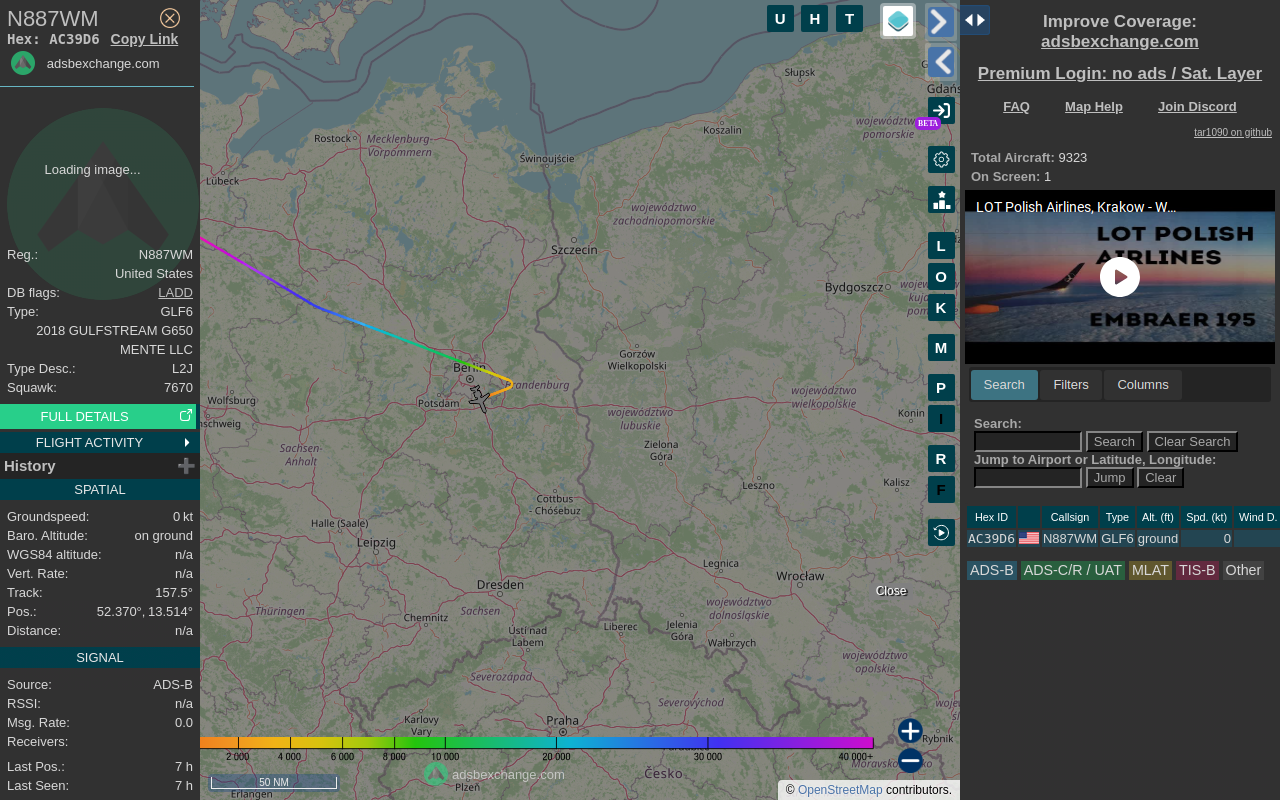 N887WM
Hex: AC39D6 Copy Link
adsbexchange.com
Loading image...
Reg.: N887WM
United States
DB flags: LADD
Type: GLF6
2018 GULFSTREAM G650
MENTE LLC
Type Desc.: L2J
Squawk: 7670
FULL DETAILS
FLIGHT ACTIVITY
History
SPATIAL
Groundspeed: 0 kt
Baro. Altitude: on ground
WGS84 altitude: n/a
Vert. Rate: n/a
Track: 157.5°
Pos.: 52.370°, 13.514°
Distance: n/a
SIGNAL
Source: ADS-B
RSSI: n/a
Msg. Rate: 0.0
Receivers:
Last Pos.: 7 h
Last Seen: 7 h
U H T
BETA
L
O
K
M
P
I
R
F
Słupsk
Koszalin
województwo
pomorskie
Rostock
Mecklenburg-
Vorpommern
Świnoujście
Lübeck
województwo
zachodniopomorskie
Szczecin
Bydgoszcz
Gorzów
Wielkopolski
Berlin
Brandenburg
Potsdam
Wolfsburg
województwo
wielkopolskie
Konin
województwo
lubuskie
Sachsen-
Anhalt
Zielona
Góra
Leszno
Kalisz
Cottbus
- Chóśebuz
Halle (Saale)
Leipzig
Legnica
Wrocław
Dresden
Close
Thüringen
Chemnitz
Sachsen
województwo
dolnośląskie
Ústí nad
Labem
Liberec
Jelenia
Góra
Wałbrzych
województwo
opolskie
Severozápad
Severovýchod
Karlovy
Vary
Praha
Rybnik
2 000 4 000 6 000 8 000 10 000 20 000 30 000 40 000+
50 NM
adsbexchange.com
Plzeň
Česko
Erlangen
© OpenStreetMap contributors.
Improve Coverage:
adsbexchange.com
Premium Login: no ads / Sat. Layer
FAQ Map Help Join Discord
tar1090 on github
Total Aircraft: 9323
On Screen: 1
LOT Polish Airlines, Krakow - W...
LOT POLISH
AIRLINES
EMBRAER 195
Search Filters Columns
Search:
Search Clear Search
Jump to Airport or Latitude, Longitude:
Jump Clear
Hex ID Callsign Type Alt. (ft) Spd. (kt) Wind D.
AC39D6 N887WM GLF6 ground 0
ADS-B ADS-C/R / UAT MLAT TIS-B Other